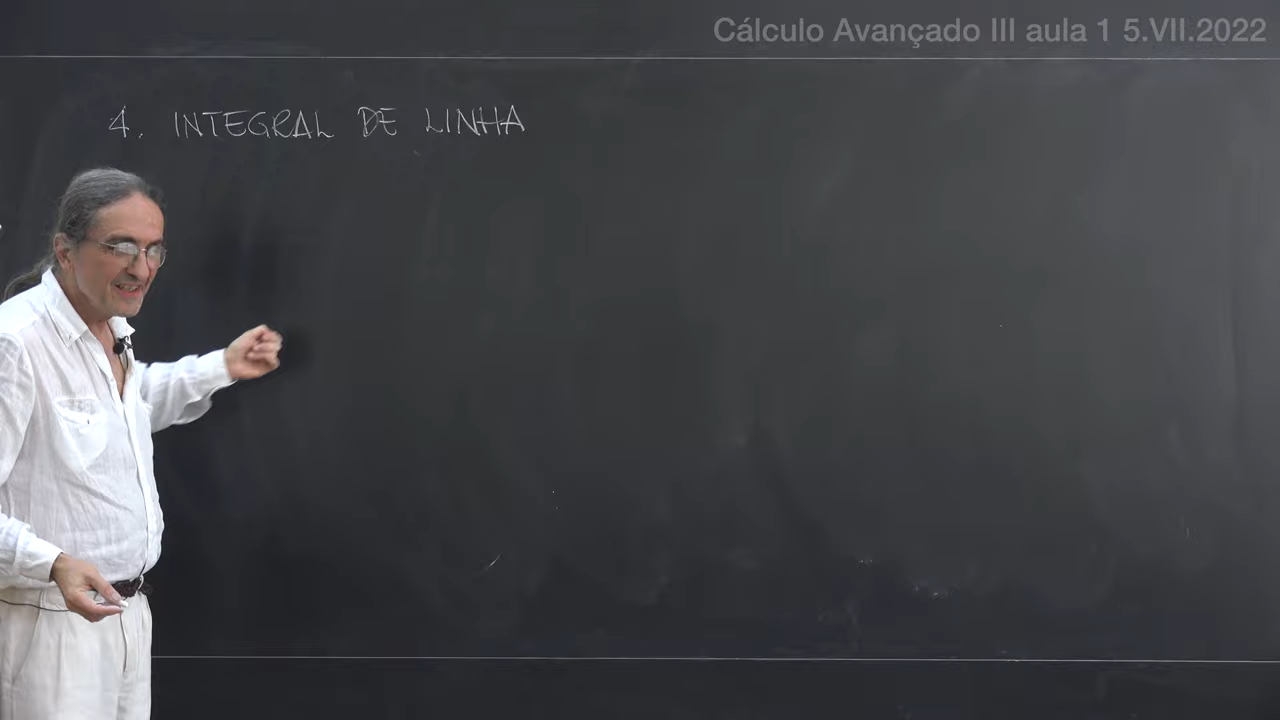 Cálculo Avançado III aula 1 5.VII.2022
4. INTEGRAL DE LINHA